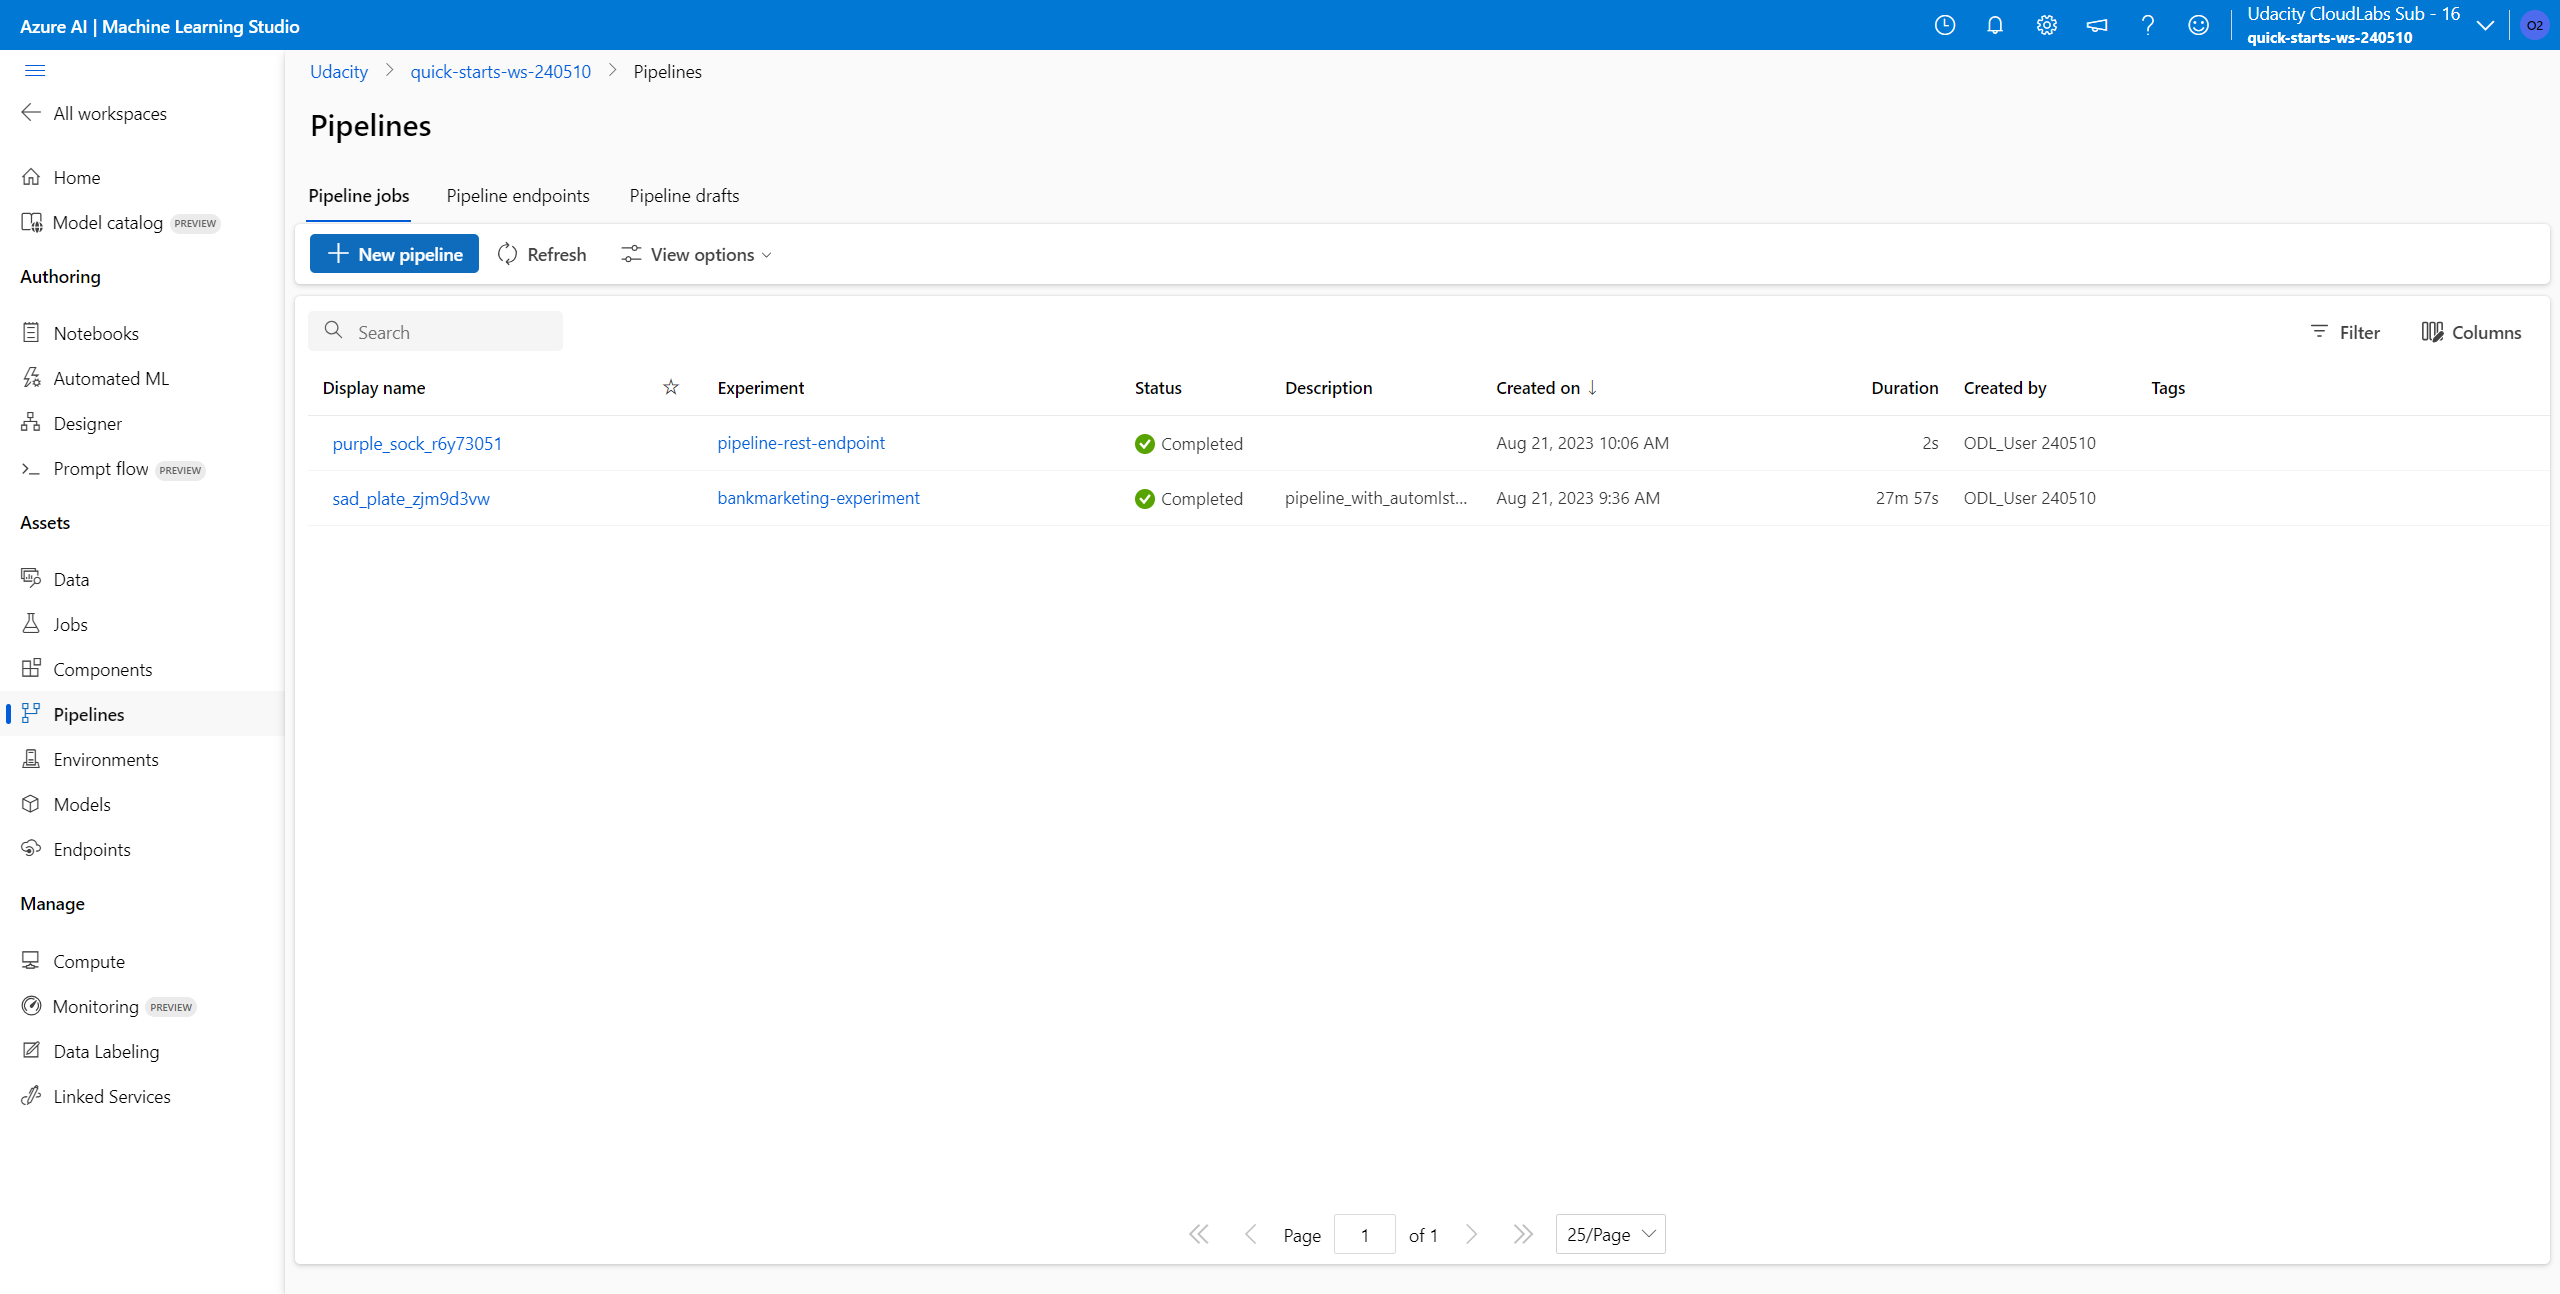 Azure AI | Machine Learning Studio
Udacity CloudLabs Sub - 16
quick-starts-ws-240510
O2
All workspaces
Home
Model catalog PREVIEW
Authoring
Notebooks
Automated ML
Designer
Prompt flow PREVIEW
Assets
Data
Jobs
Components
Pipelines
Environments
Models
Endpoints
Manage
Compute
Monitoring PREVIEW
Data Labeling
Linked Services
Udacity > quick-starts-ws-240510 > Pipelines
Pipelines
Pipeline jobs Pipeline endpoints Pipeline drafts
New pipeline Refresh View options
Search Filter Columns
Display name Experiment Status Description Created on ↓ Duration Created by Tags
purple_sock_r6y73051 pipeline-rest-endpoint Completed Aug 21, 2023 10:06 AM 2s ODL_User 240510
sad_plate_zjm9d3vw bankmarketing-experiment Completed pipeline_with_automlst... Aug 21, 2023 9:36 AM 27m 57s ODL_User 240510
Page 1 of 1 25/Page